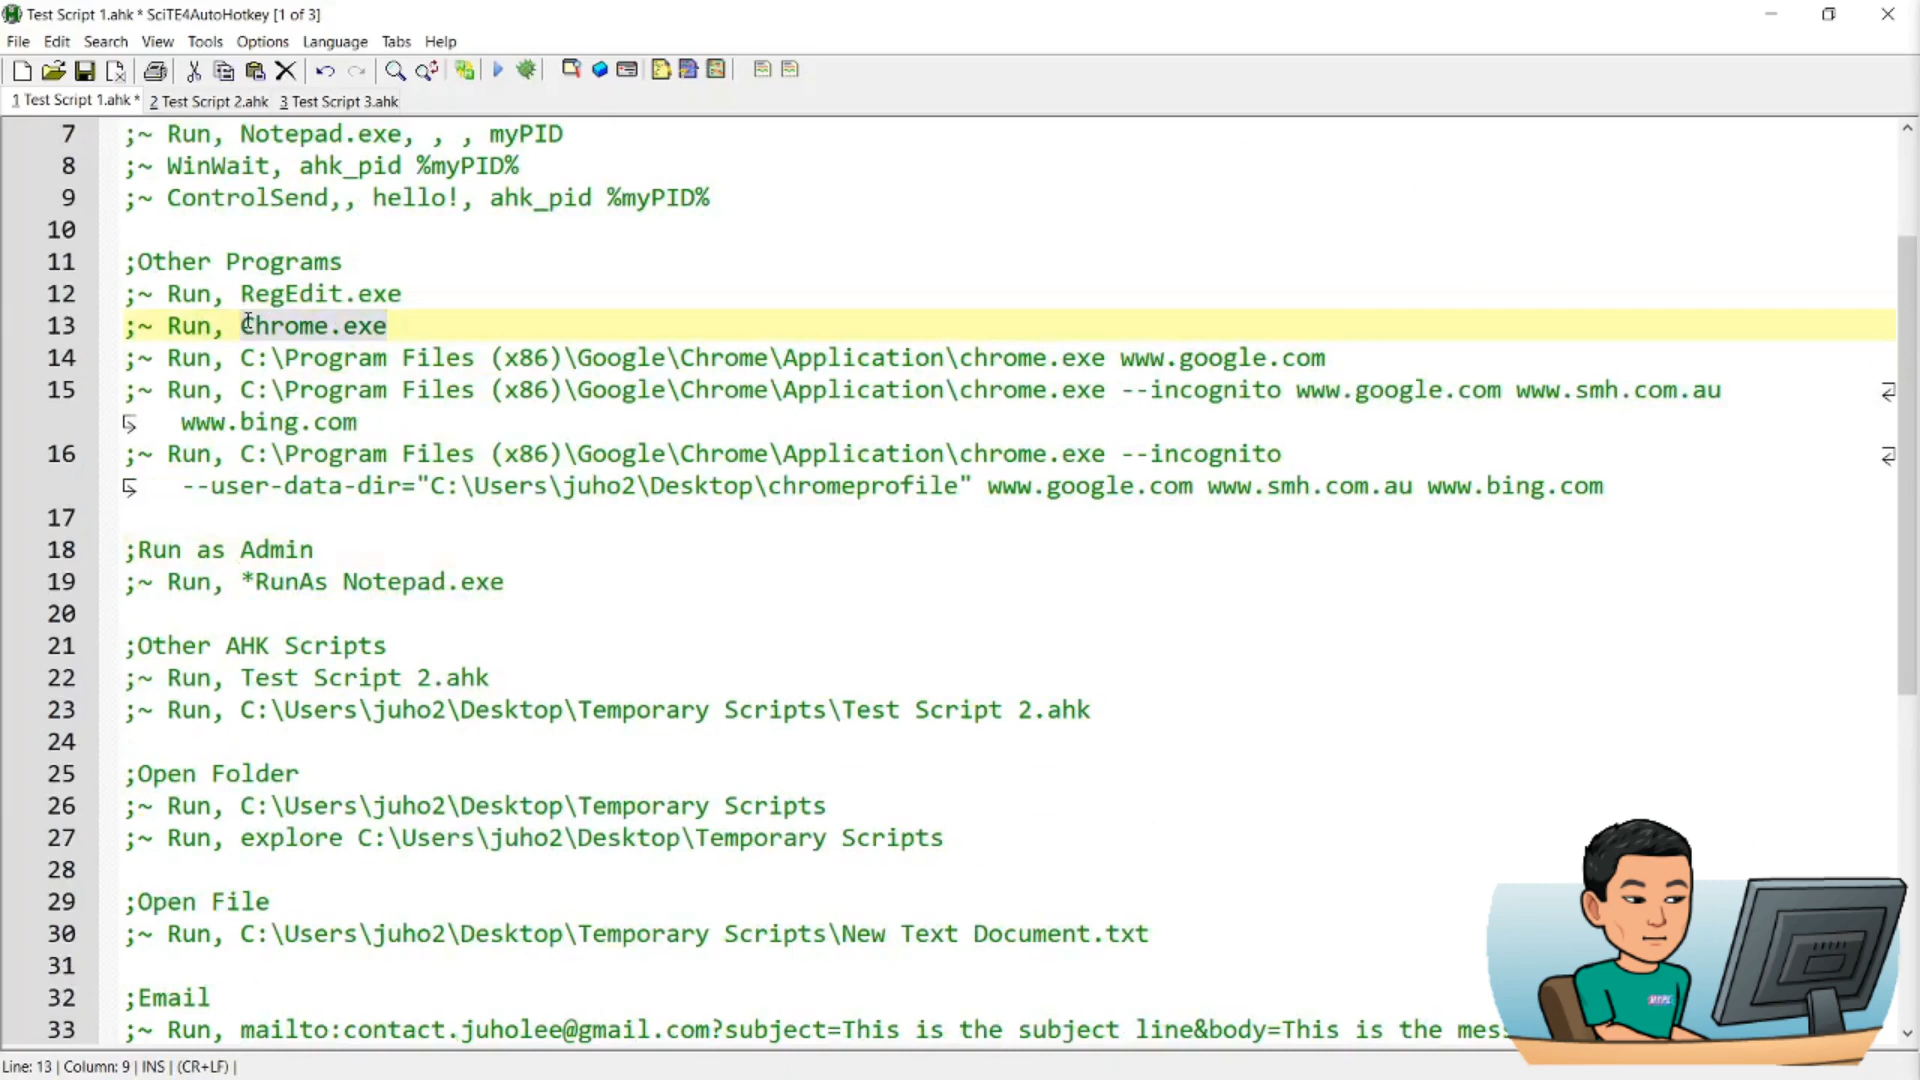 Test Script 1.ahk * SciTE4AutoHotkey [1 of 3]
File Edit Search View Tools Options Language Tabs Help
1 Test Script 1.ahk * 2 Test Script 2.ahk 3 Test Script 3.ahk
7 ;~ Run, Notepad.exe, , , myPID
8 ;~ WinWait, ahk_pid %myPID%
9 ;~ ControlSend,, hello!, ahk_pid %myPID%
10
11 ;Other Programs
12 ;~ Run, RegEdit.exe
13 ;~ Run, Chrome.exe
14 ;~ Run, C:\Program Files (x86)\Google\Chrome\Application\chrome.exe www.google.com
15 ;~ Run, C:\Program Files (x86)\Google\Chrome\Application\chrome.exe --incognito www.google.com www.smh.com.au
www.bing.com
16 ;~ Run, C:\Program Files (x86)\Google\Chrome\Application\chrome.exe --incognito
--user-data-dir="C:\Users\juho2\Desktop\chromeprofile" www.google.com www.smh.com.au www.bing.com
17
18 ;Run as Admin
19 ;~ Run, *RunAs Notepad.exe
20
21 ;Other AHK Scripts
22 ;~ Run, Test Script 2.ahk
23 ;~ Run, C:\Users\juho2\Desktop\Temporary Scripts\Test Script 2.ahk
24
25 ;Open Folder
26 ;~ Run, C:\Users\juho2\Desktop\Temporary Scripts
27 ;~ Run, explore C:\Users\juho2\Desktop\Temporary Scripts
28
29 ;Open File
30 ;~ Run, C:\Users\juho2\Desktop\Temporary Scripts\New Text Document.txt
31
32 ;Email
33 ;~ Run, mailto:contact.juholee@gmail.com?subject=This is the subject line&body=This is the mess
Line: 13 | Column: 9 | INS | (CR+LF) |